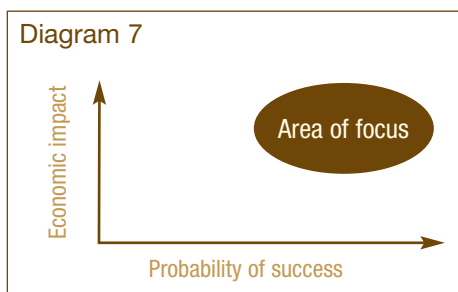 Diagram 7
Economic impact
Area of focus
Probability of success